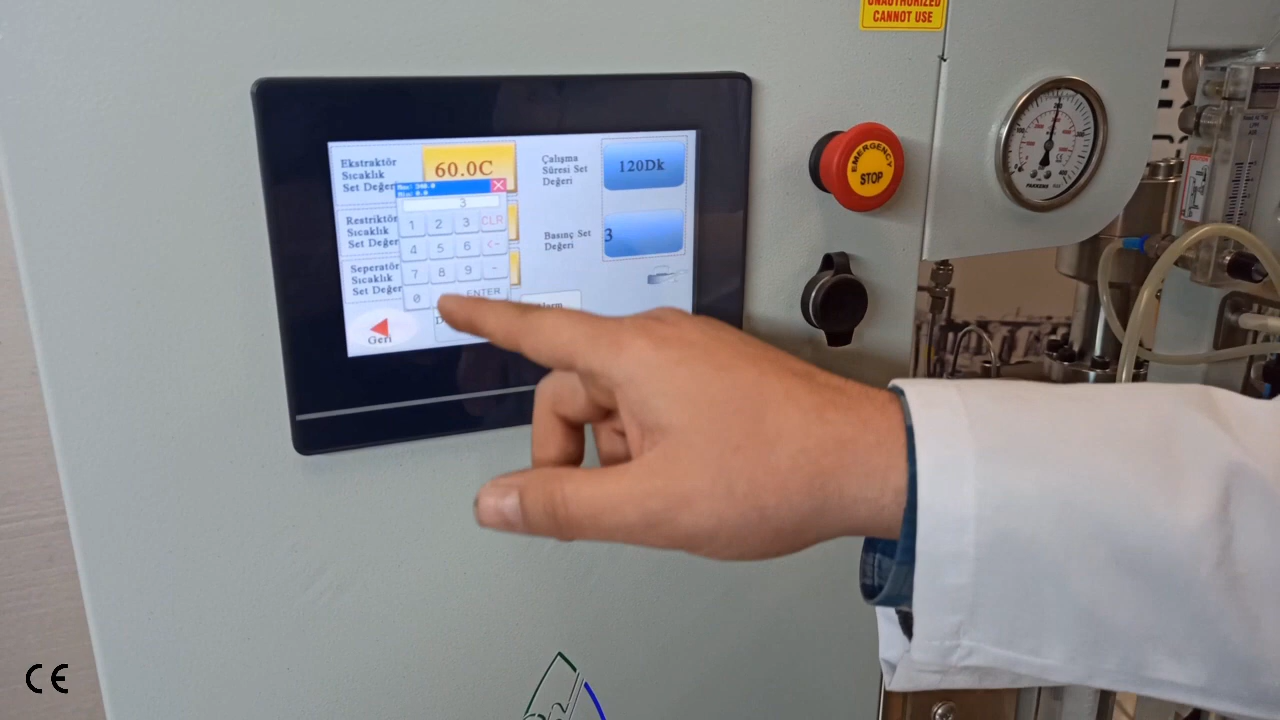 UNAUTHORIZED
CANNOT USE
Ekstraktör
Sıcaklık
Set Değeri
60.0C
Çalışma
Süresi Set
Değeri
120Dk
3
1 2 3 CLR
4 5 6 <-
7 8 9 -
0 ENTER
Restriktör
Sıcaklık
Set Değer
Basınç Set
Değeri
3
Seperatör
Sıcaklık
Set Değer
Geri
EMERGENCY
STOP
CE